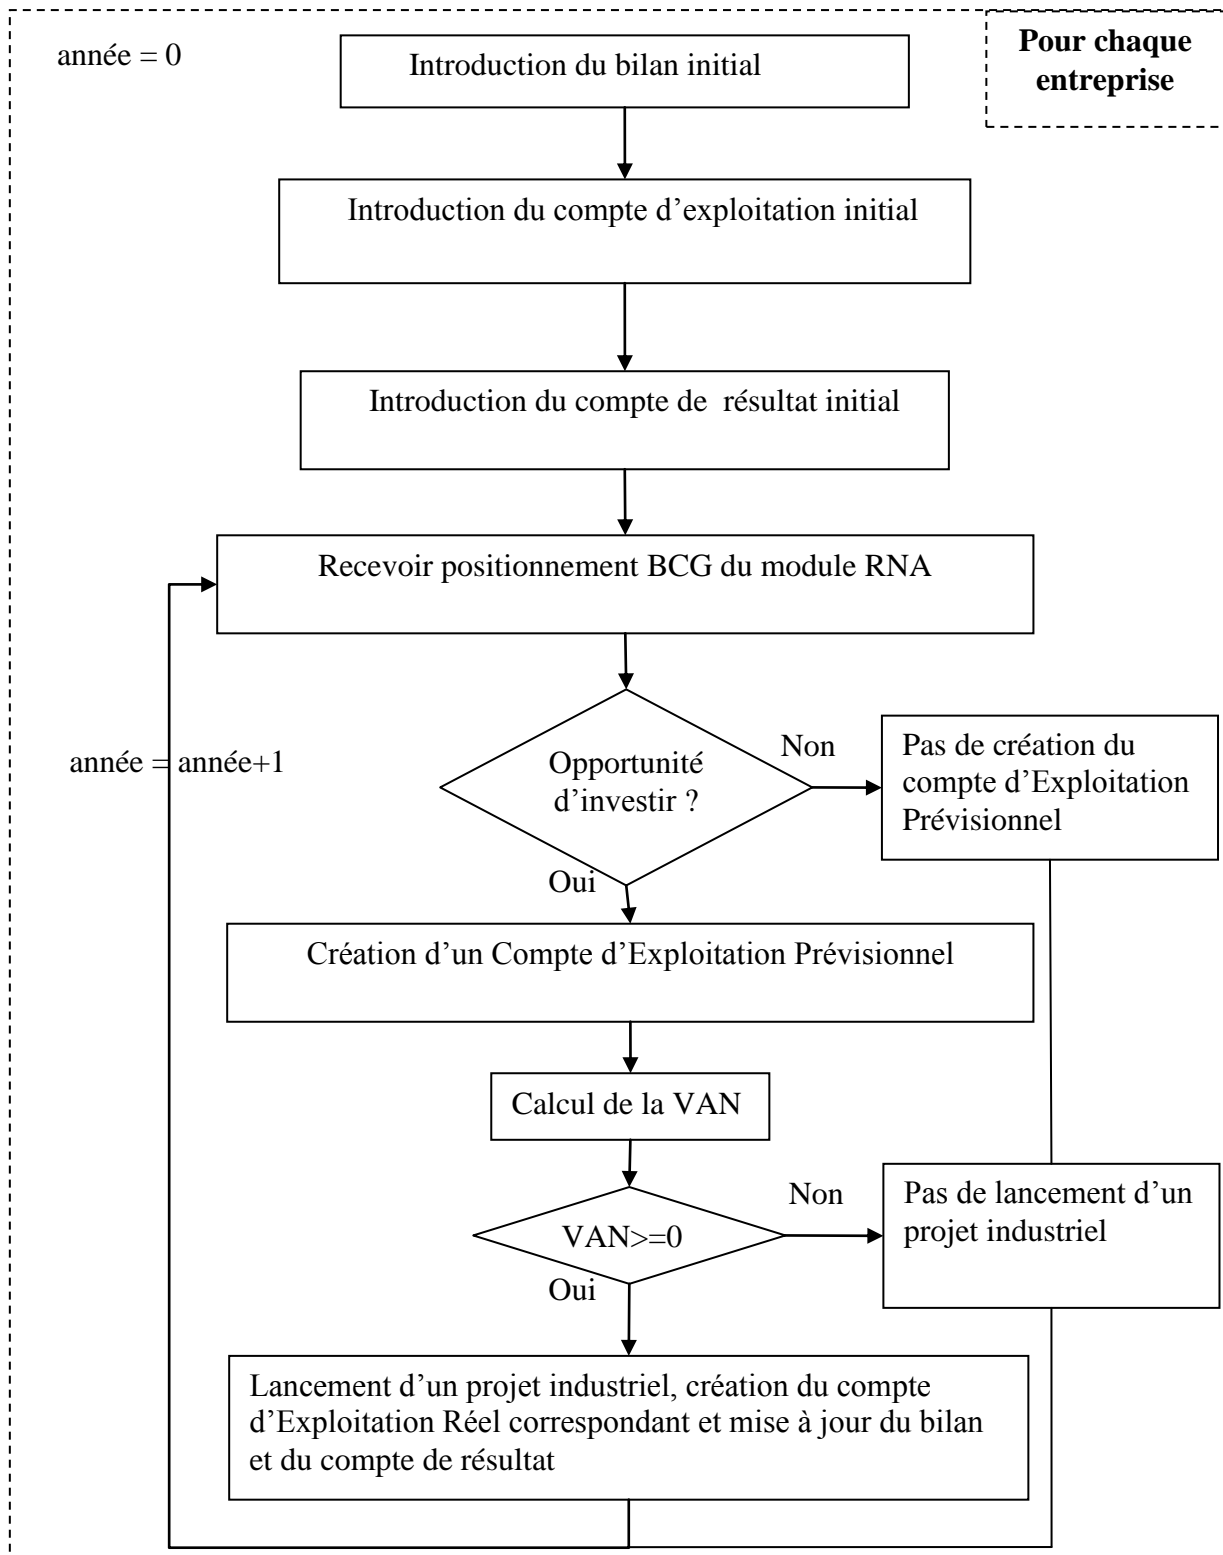 année = 0
Introduction du bilan initial
Pour chaque
entreprise
Introduction du compte d’exploitation initial
Introduction du compte de résultat initial
Recevoir positionnement BCG du module RNA
année = année+1
Opportunité
d’investir ?
Non
Pas de création du
compte d’Exploitation
Prévisionnel
Oui
Création d’un Compte d’Exploitation Prévisionnel
Calcul de la VAN
VAN>=0
Non
Pas de lancement d’un
projet industriel
Oui
Lancement d’un projet industriel, création du compte
d’Exploitation Réel correspondant et mise à jour du bilan
et du compte de résultat